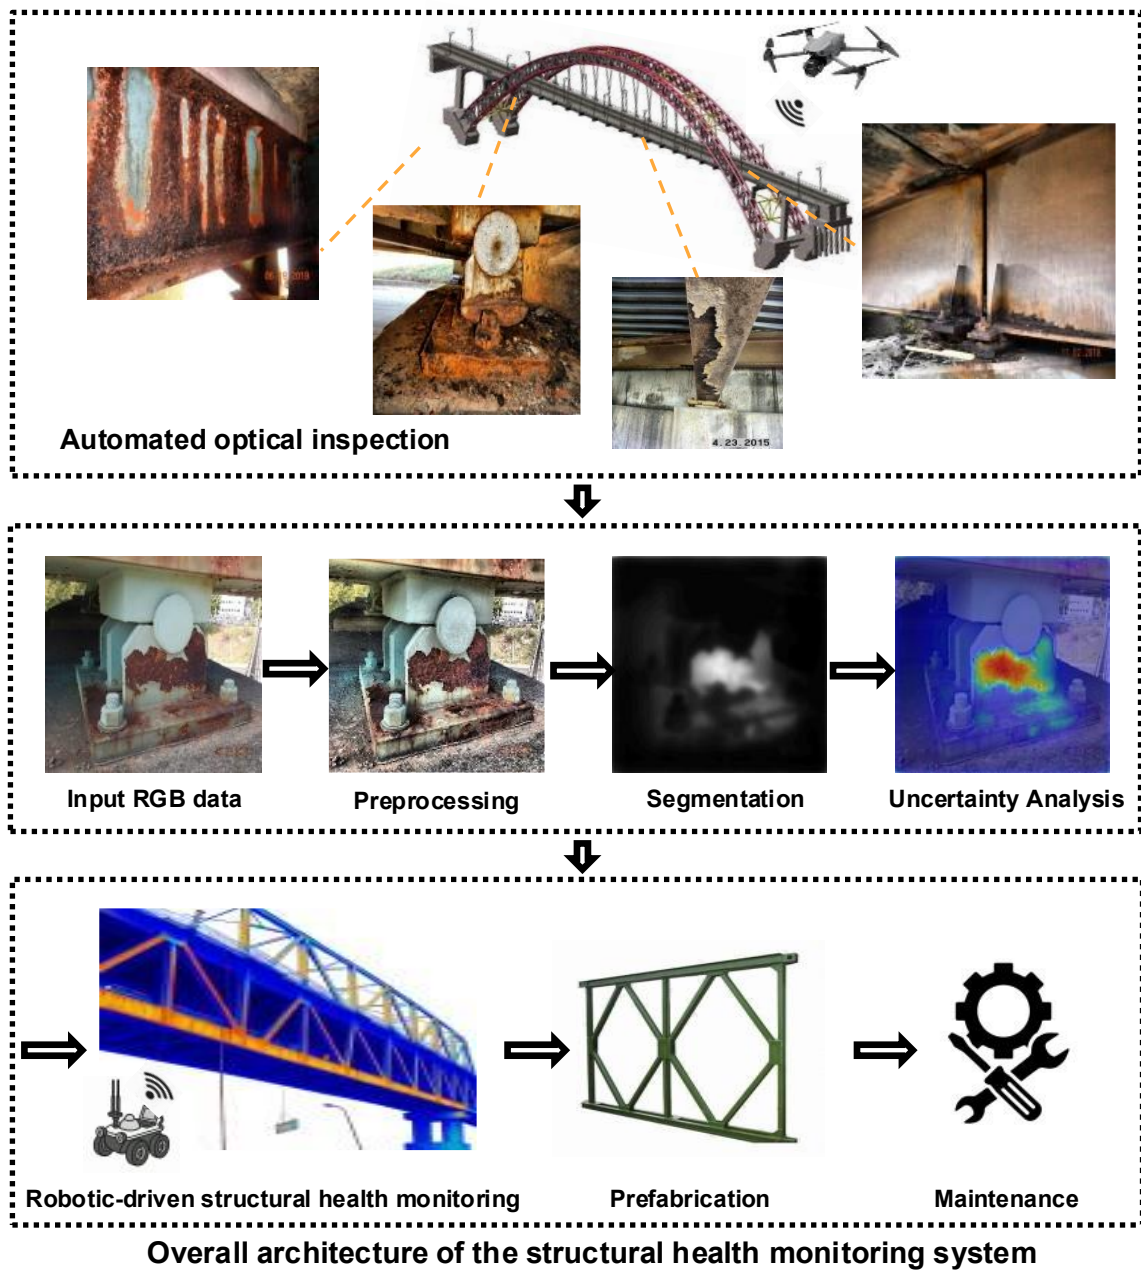 4.23.2015
Automated optical inspection
Input RGB data
Preprocessing
Segmentation
Uncertainty Analysis
Robotic-driven structural health monitoring
Prefabrication
Maintenance
Overall architecture of the structural health monitoring system